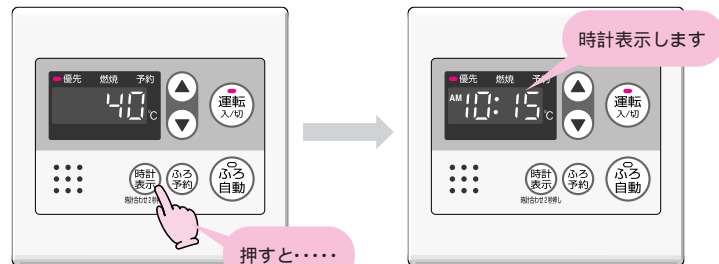 優先 燃焼 予約
40℃
運転
入/切
時計
表示
ふろ
予約
ふろ
自動
時計合わせ2秒押し
押すと・・・・・
時計表示します
優先 燃焼 予約
AM 10:15 ℃
運転
入/切
時計
表示
ふろ
予約
ふろ
自動
時計合わせ2秒押し